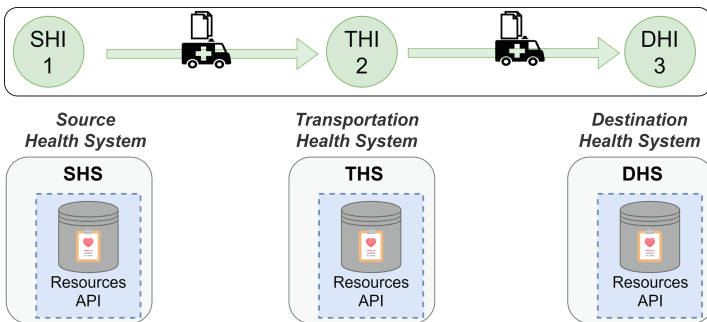 SHI
1
THI
2
DHI
3
Source
Health System
Transportation
Health System
Destination
Health System
SHS
THS
DHS
Resources
API
Resources
API
Resources
API